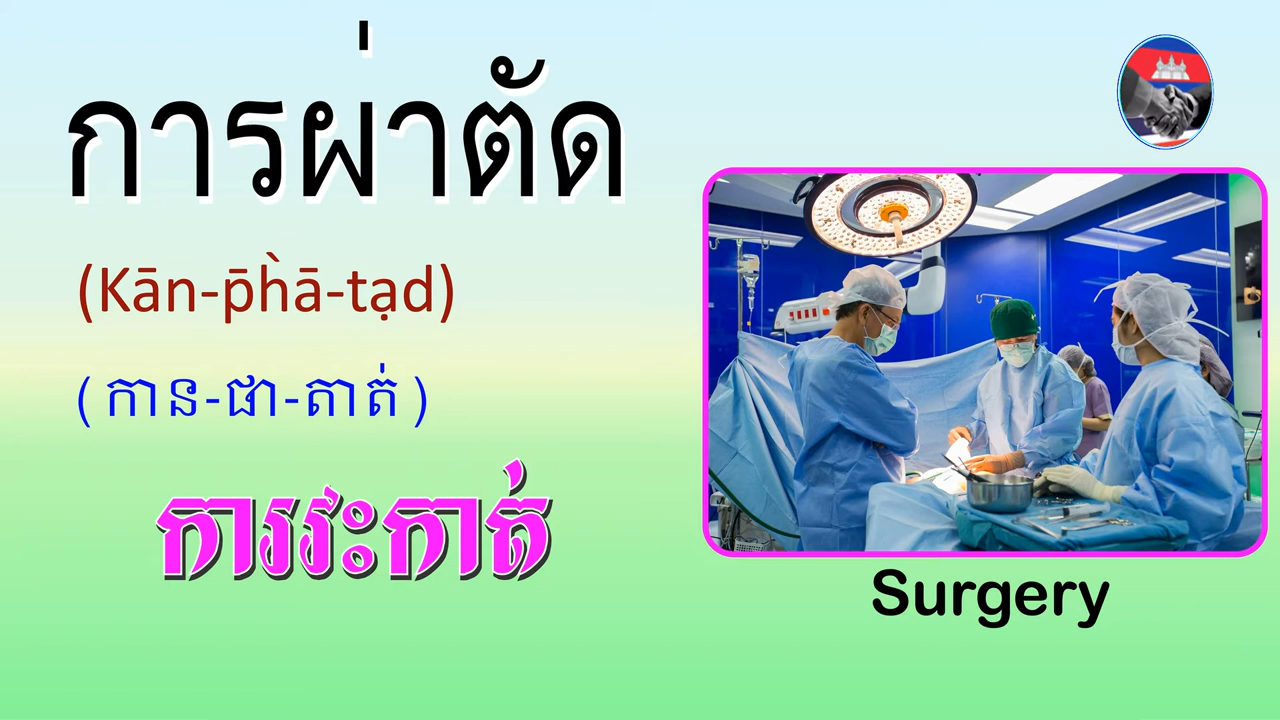 การผ่าตัด
(Kān-p̄h̀ā-tạd)
( កាន-ផា-តាត់ )
ការវះកាត់
Surgery